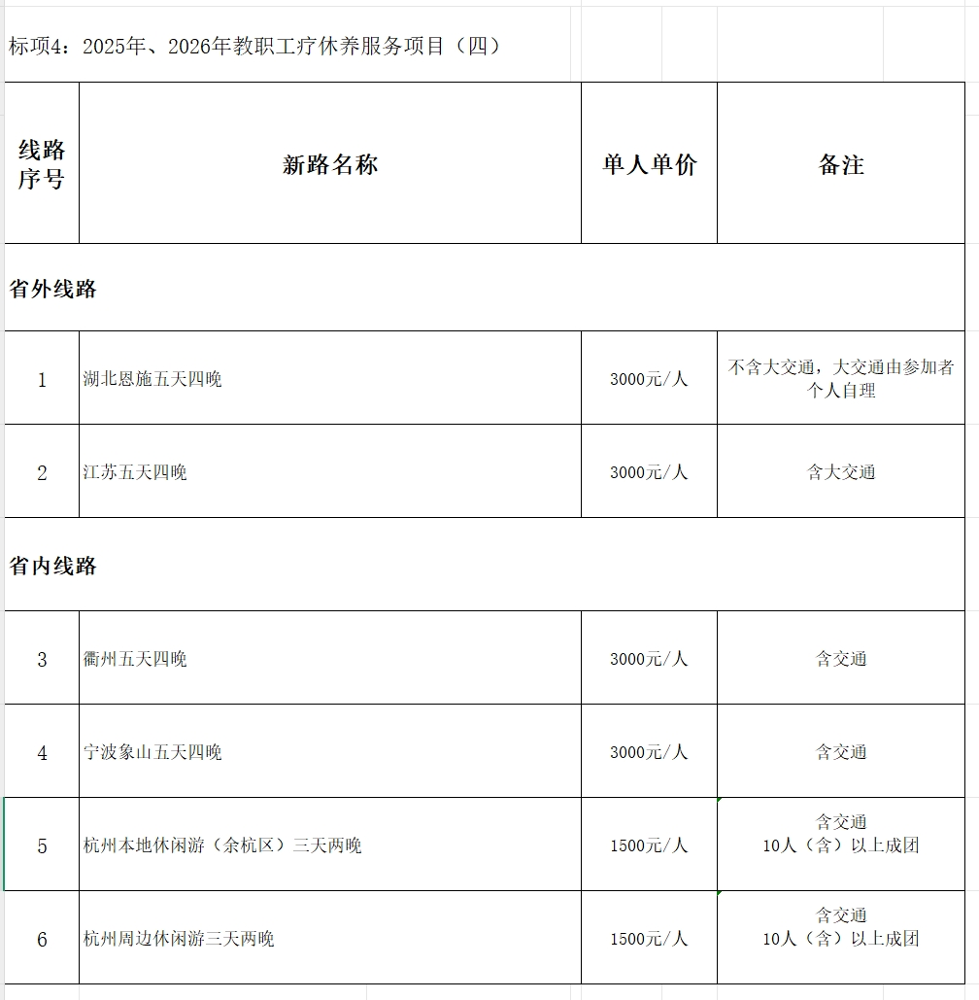 标项4：2025年、2026年教职工疗休养服务项目（四）
线路
序号
新路名称
单人单价
备注
省外线路
1
湖北恩施五天四晚
3000元/人
不含大交通，大交通由参加者
个人自理
2
江苏五天四晚
3000元/人
含大交通
省内线路
3
衢州五天四晚
3000元/人
含交通
4
宁波象山五天四晚
3000元/人
含交通
5
杭州本地休闲游（余杭区）三天两晚
1500元/人
含交通
10人（含）以上成团
6
杭州周边休闲游三天两晚
1500元/人
含交通
10人（含）以上成团